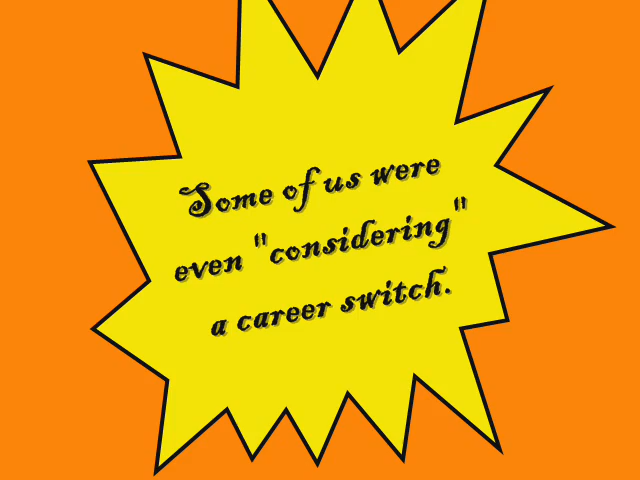 Some of us were
even "considering"
a career switch.